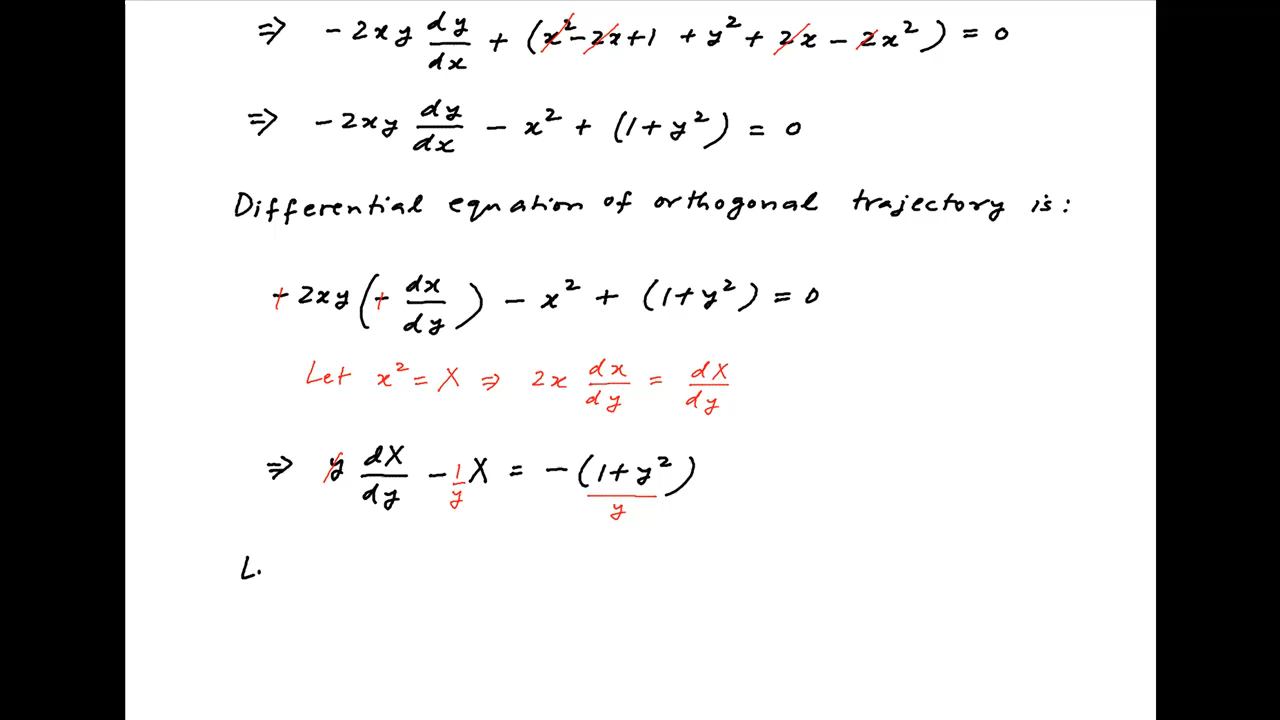 ⇒ - 2xy dy/dx + (x² - 2x + 1 + y² + 2x - 2x²) = 0
⇒ - 2xy dy/dx - x² + (1 + y²) = 0
Differential equation of orthogonal trajectory is:
+ 2xy (+ dx/dy) - x² + (1 + y²) = 0
Let x² = X ⇒ 2x dx/dy = dX/dy
⇒ y dX/dy - 1/y X = - (1 + y²)/y
L.